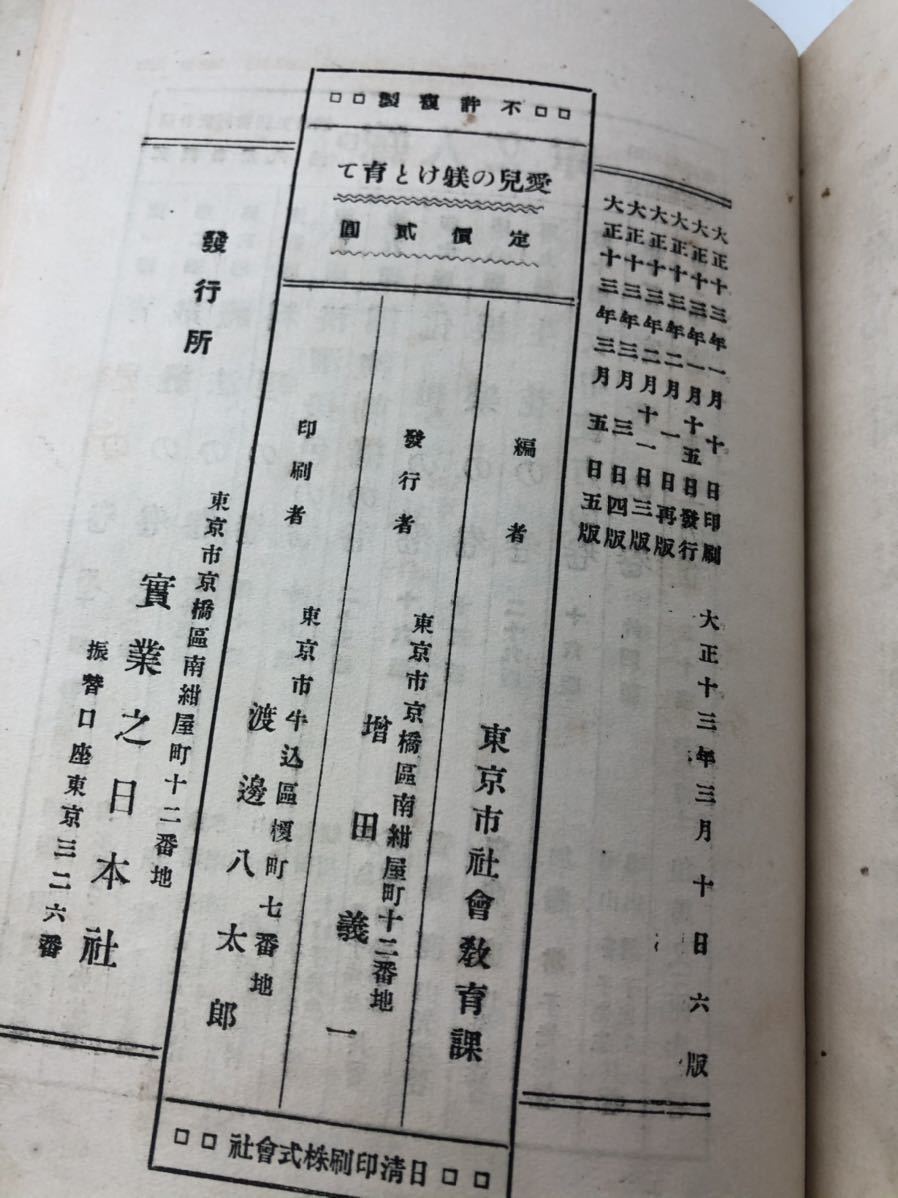 大正十三年一月十日印刷
大正十三年一月十五日發行
大正十三年二月一日再版
大正十三年二月十一日三版
大正十三年三月三日四版
大正十三年三月五日五版
大正十三年三月十日六版
□□不許複製□□
愛兒の躾けと育て
定價貳圓
編者
東京市社會教育課
發行者
東京市京橋區南紺屋町十二番地
增田義一
印刷者
東京市牛込區榎町七番地
渡邊八太郎
□□日清印刷株式會社□□
發行所
東京市京橋區南紺屋町十二番地
實業之日本社
振替口座東京三二六番